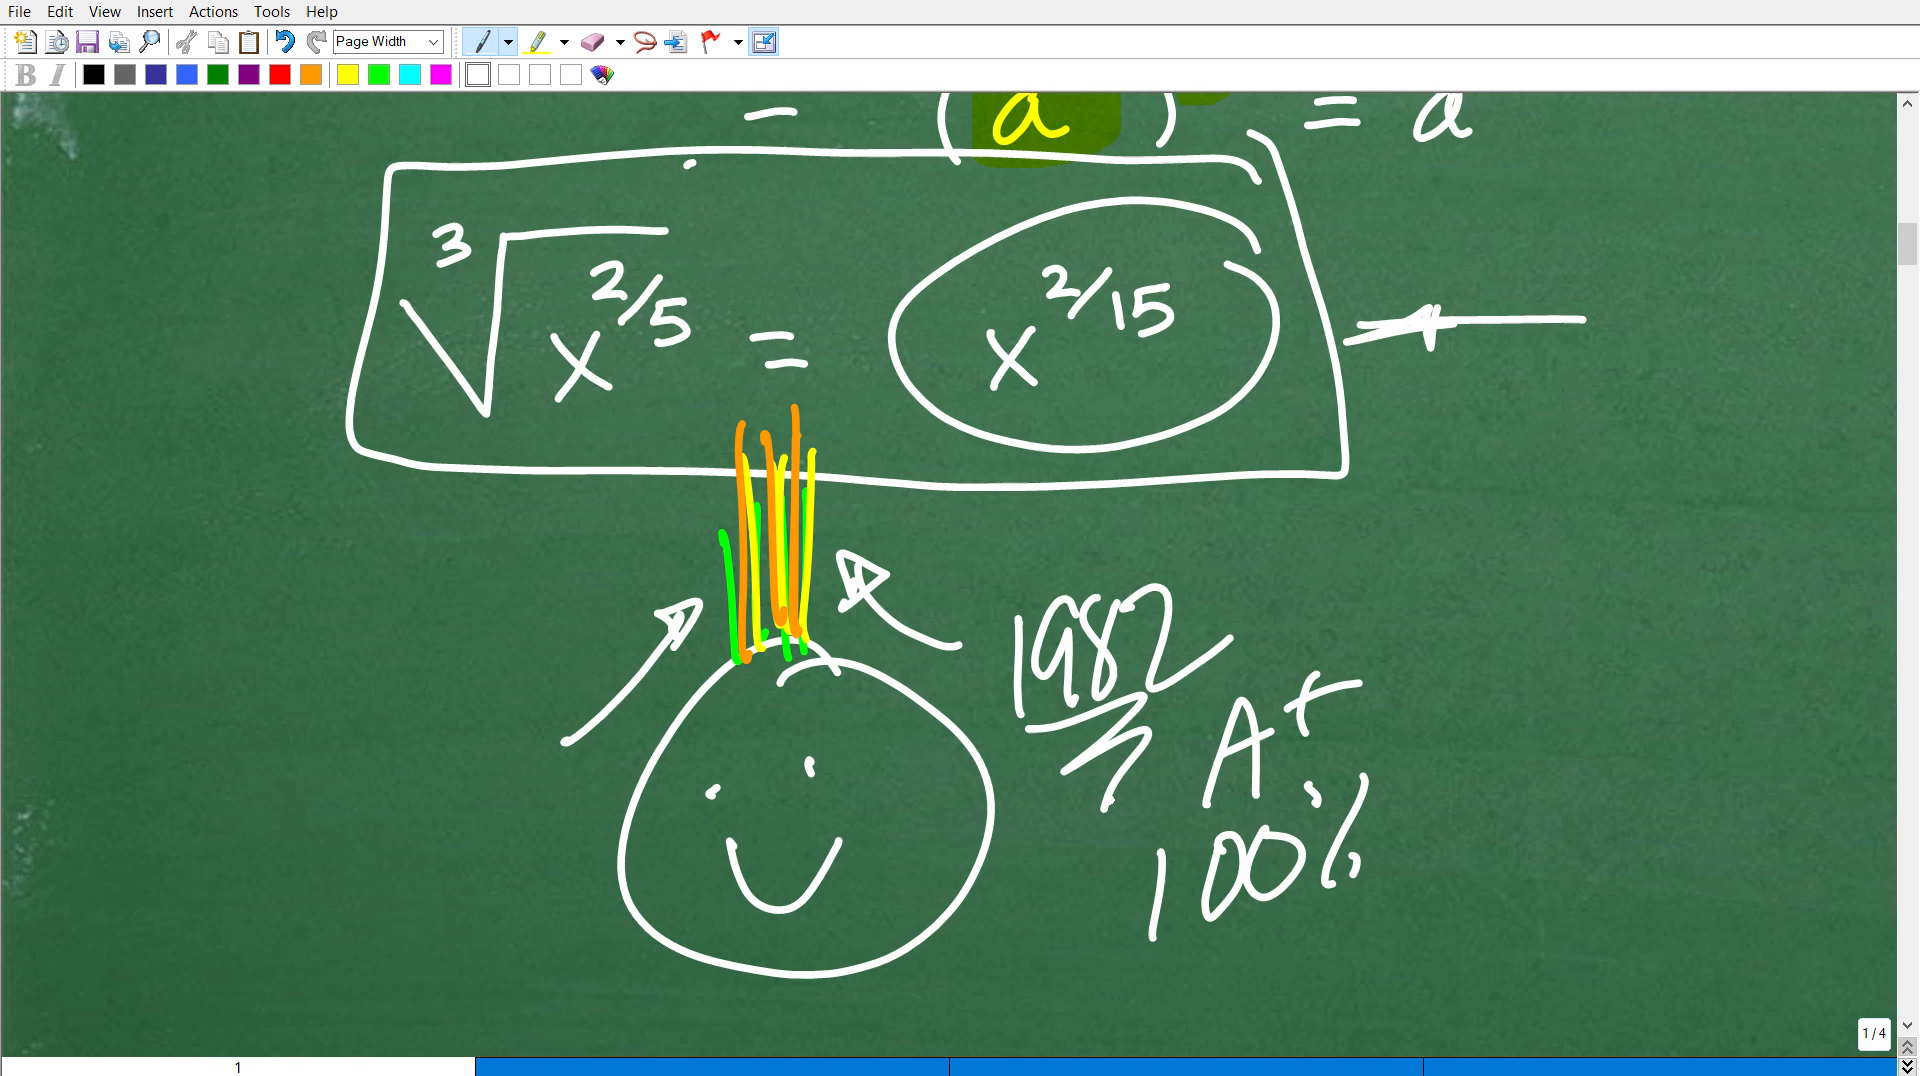 File Edit View Insert Actions Tools Help
Page Width
B I
- ( a ) = a
3√x^2/5 = x^2/15
1982
A+
100%
1 / 4
1